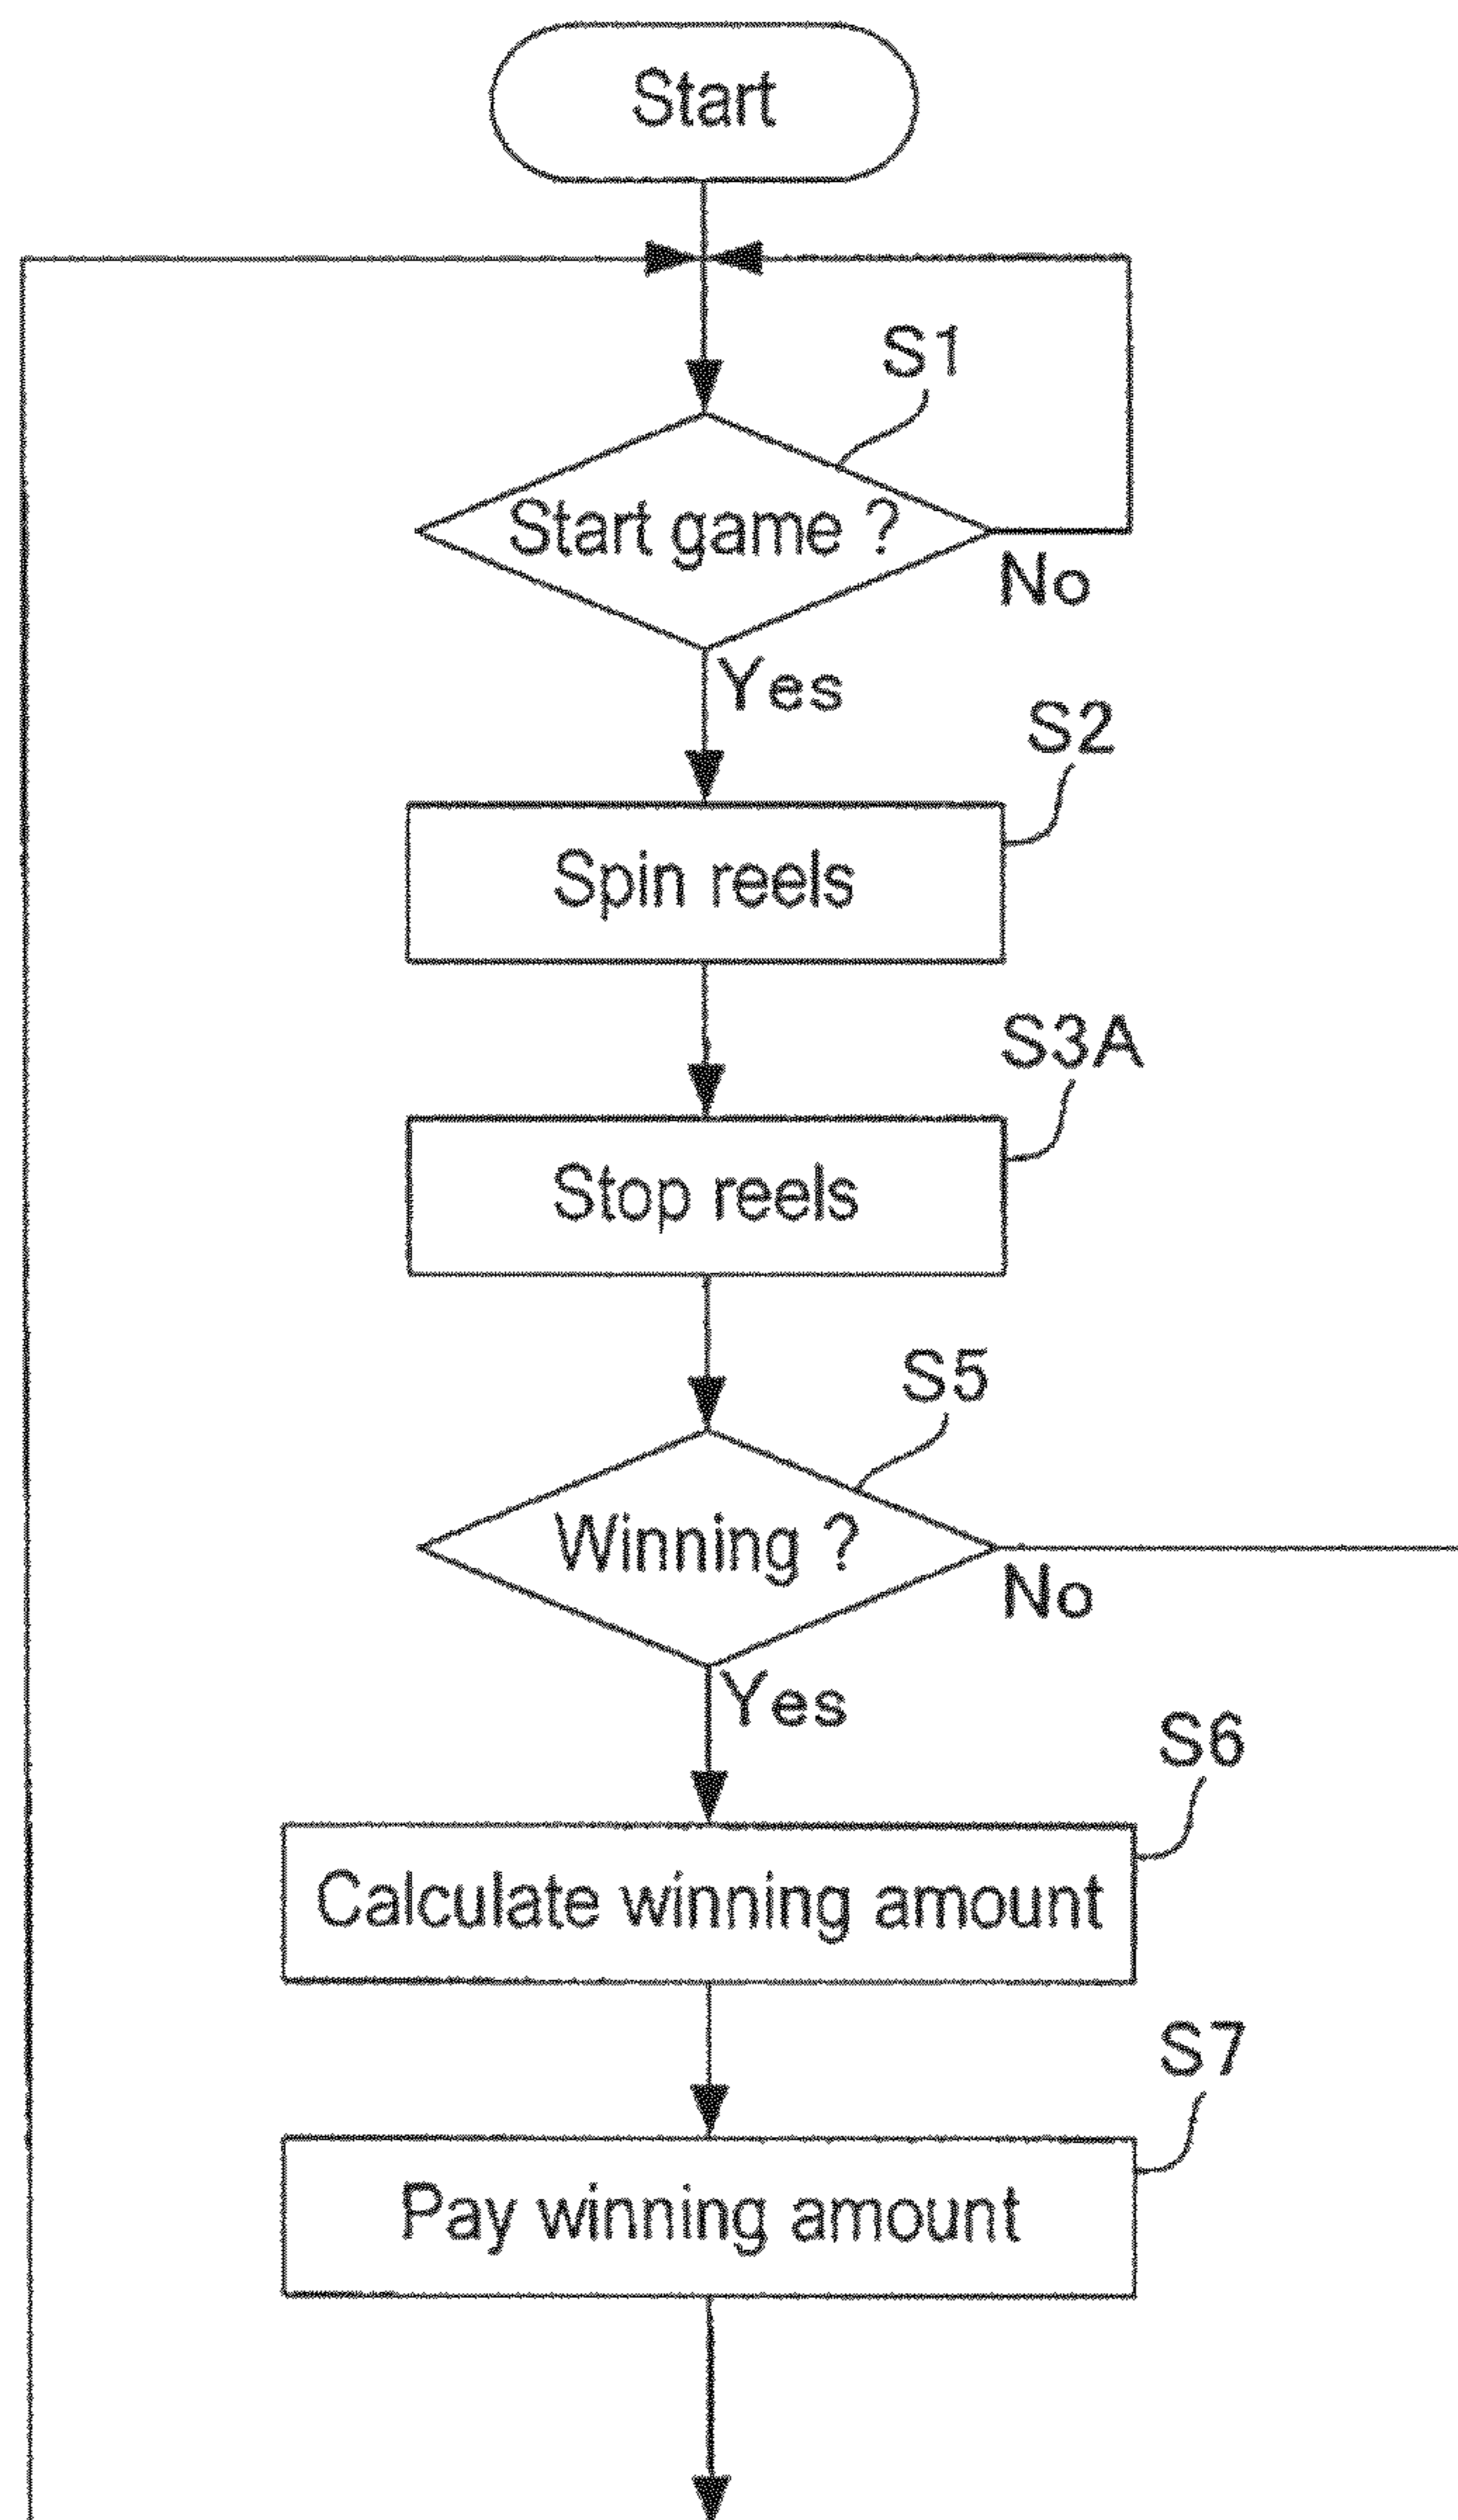 Start
S1
Start game ?
No
Yes
S2
Spin reels
S3A
Stop reels
S5
Winning ?
No
Yes
S6
Calculate winning amount
S7
Pay winning amount